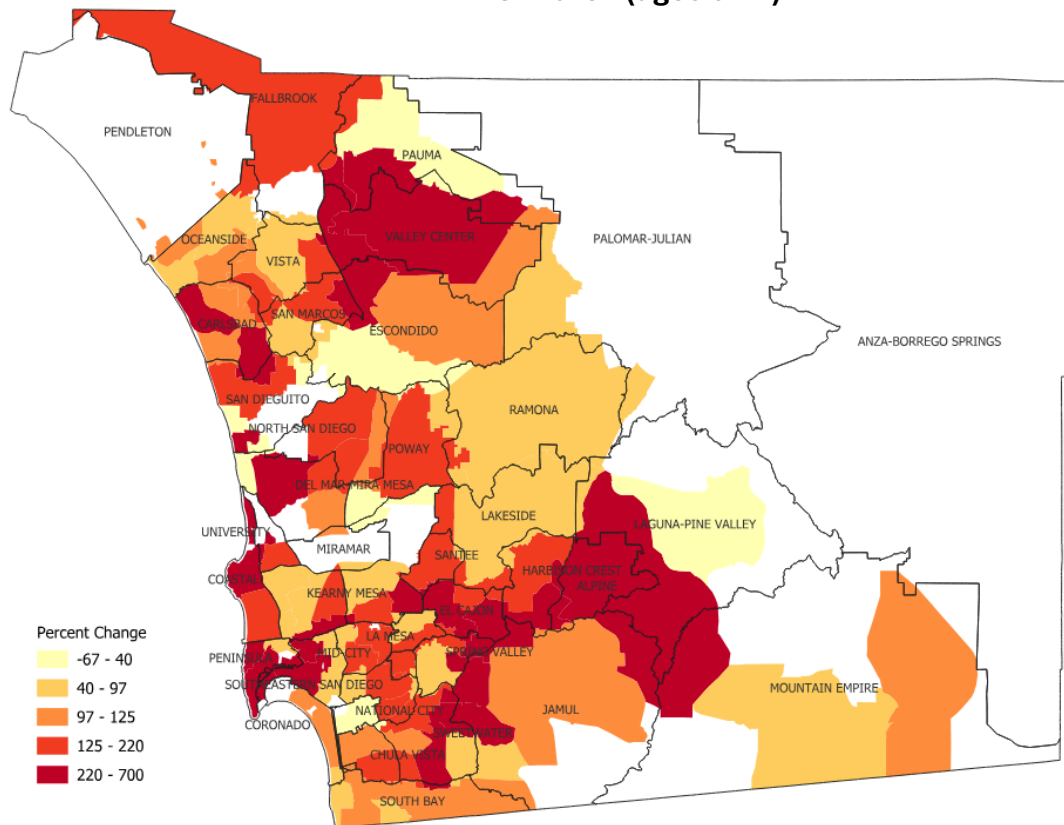 (aged
FALLBROOK
PENDLETON
PAUMA
OCEANSIDE
VALLEY CENTER
PALOMAR-JULIAN
VISTA
SAN MARCOS
CARLSBAD
ESCONDIDO
ANZA-BORREGO SPRINGS
SAN DIEGUITO
RAMONA
NORTH SAN DIEGO
POWAY
DEL MAR-MIRA MESA
LAKESIDE
LAGUNA-PINE VALLEY
UNIVERSITY
MIRAMAR
SANTEE
HARBISON CREST
COASTAL
ALPINE
KEARNY MESA
EL CAJON
LA MESA
PENINSULA
MID-CITY
SPRING VALLEY
SOUTHEASTERN SAN DIEGO
MOUNTAIN EMPIRE
NATIONAL CITY
JAMUL
CORONADO
SWEETWATER
CHULA VISTA
SOUTH BAY
Percent Change
-67 - 40
40 - 97
97 - 125
125 - 220
220 - 700